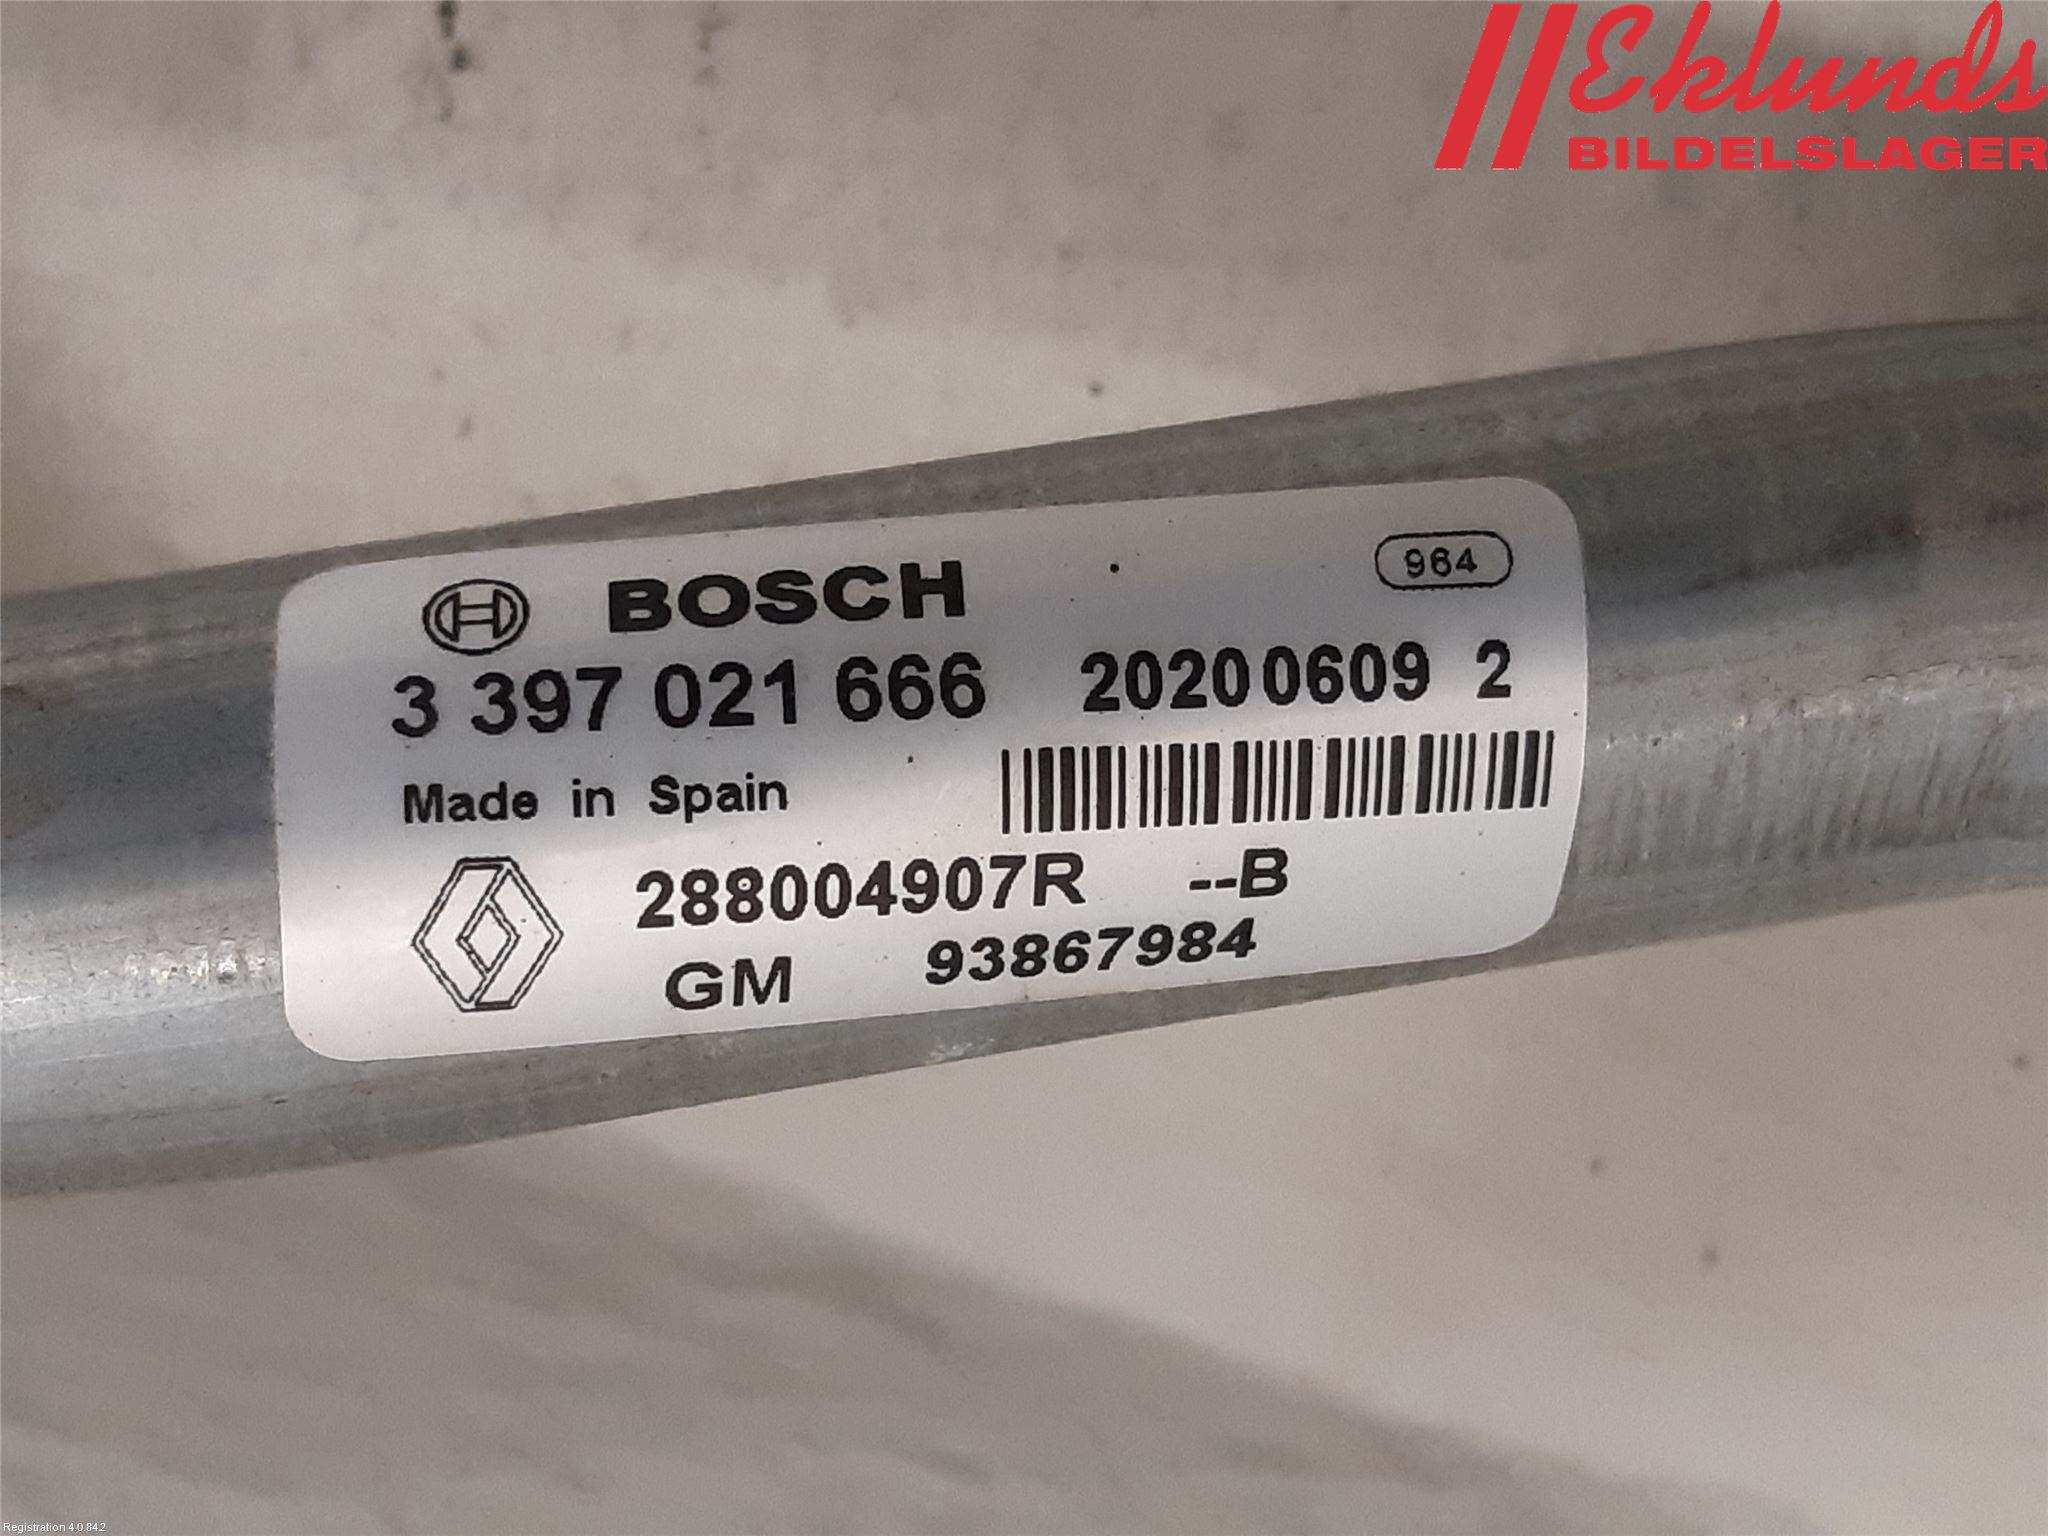 Eklunds
BILDELSLAGER
BOSCH 964
3 397 021 666 20200609 2
Made in Spain
288004907R --B
GM 93867984
Registration 4.0.84.2